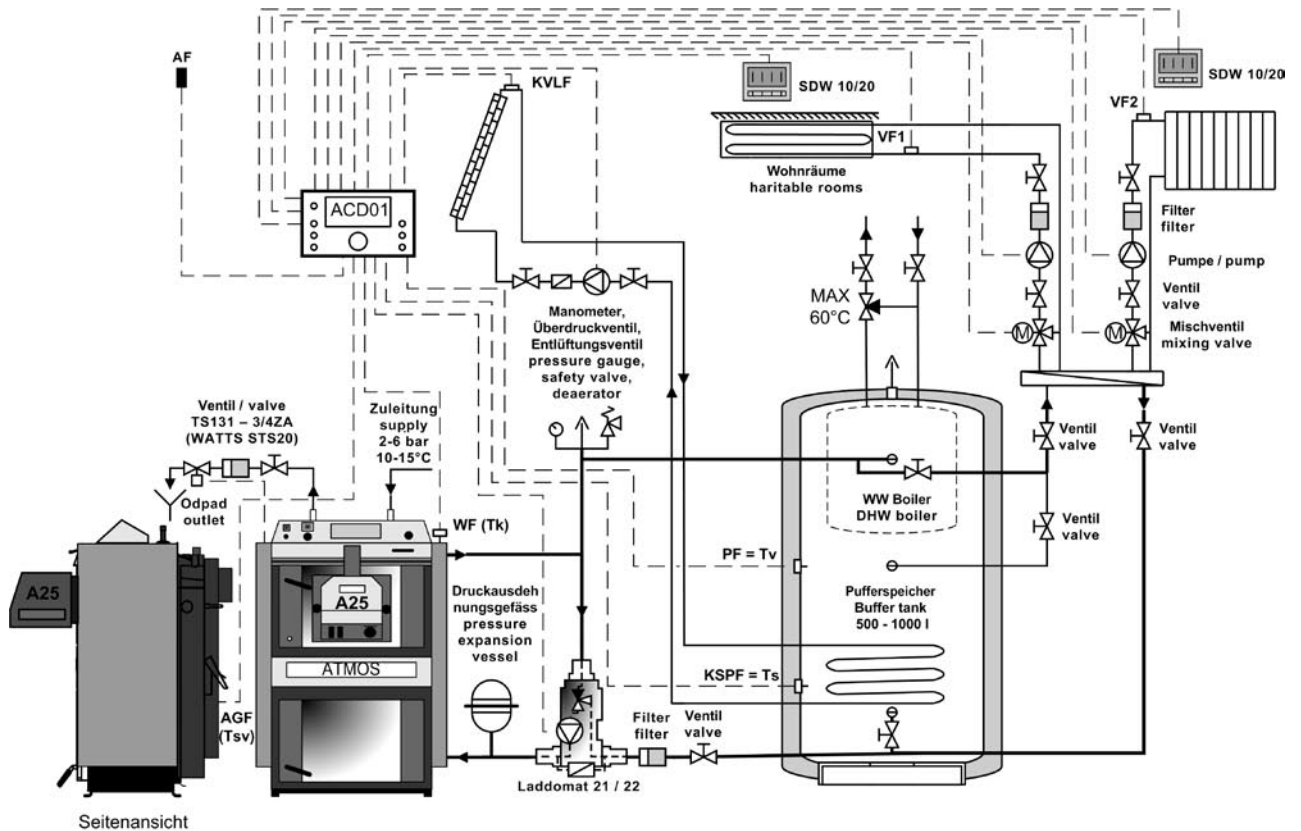 AF
KVLF
SDW 10/20
SDW 10/20
VF2
VF1
Wohnräume
haritable rooms
ACD01
Filter
filter
Pumpe / pump
Ventil
valve
Mischventil
mixing valve
MAX
60°C
Manometer,
Überdruckventil,
Entlüftungsventil
pressure gauge,
safety valve,
deaerator
M
M
Ventil / valve
TS131 – 3/4ZA
(WATTS STS20)
Zuleitung
supply
2-6 bar
10-15°C
Ventil
valve
Ventil
valve
Odpad
outlet
WW Boiler
DHW boiler
Ventil
valve
WF (Tk)
PF = Tv
A25
A25
Druckausdeh
nungsgefäss
pressure
expansion
vessel
Pufferspeicher
Buffer tank
500 - 1000 l
ATMOS
KSPF = Ts
AGF
(Tsv)
Filter
filter
Ventil
valve
Laddomat 21 / 22
Seitenansicht